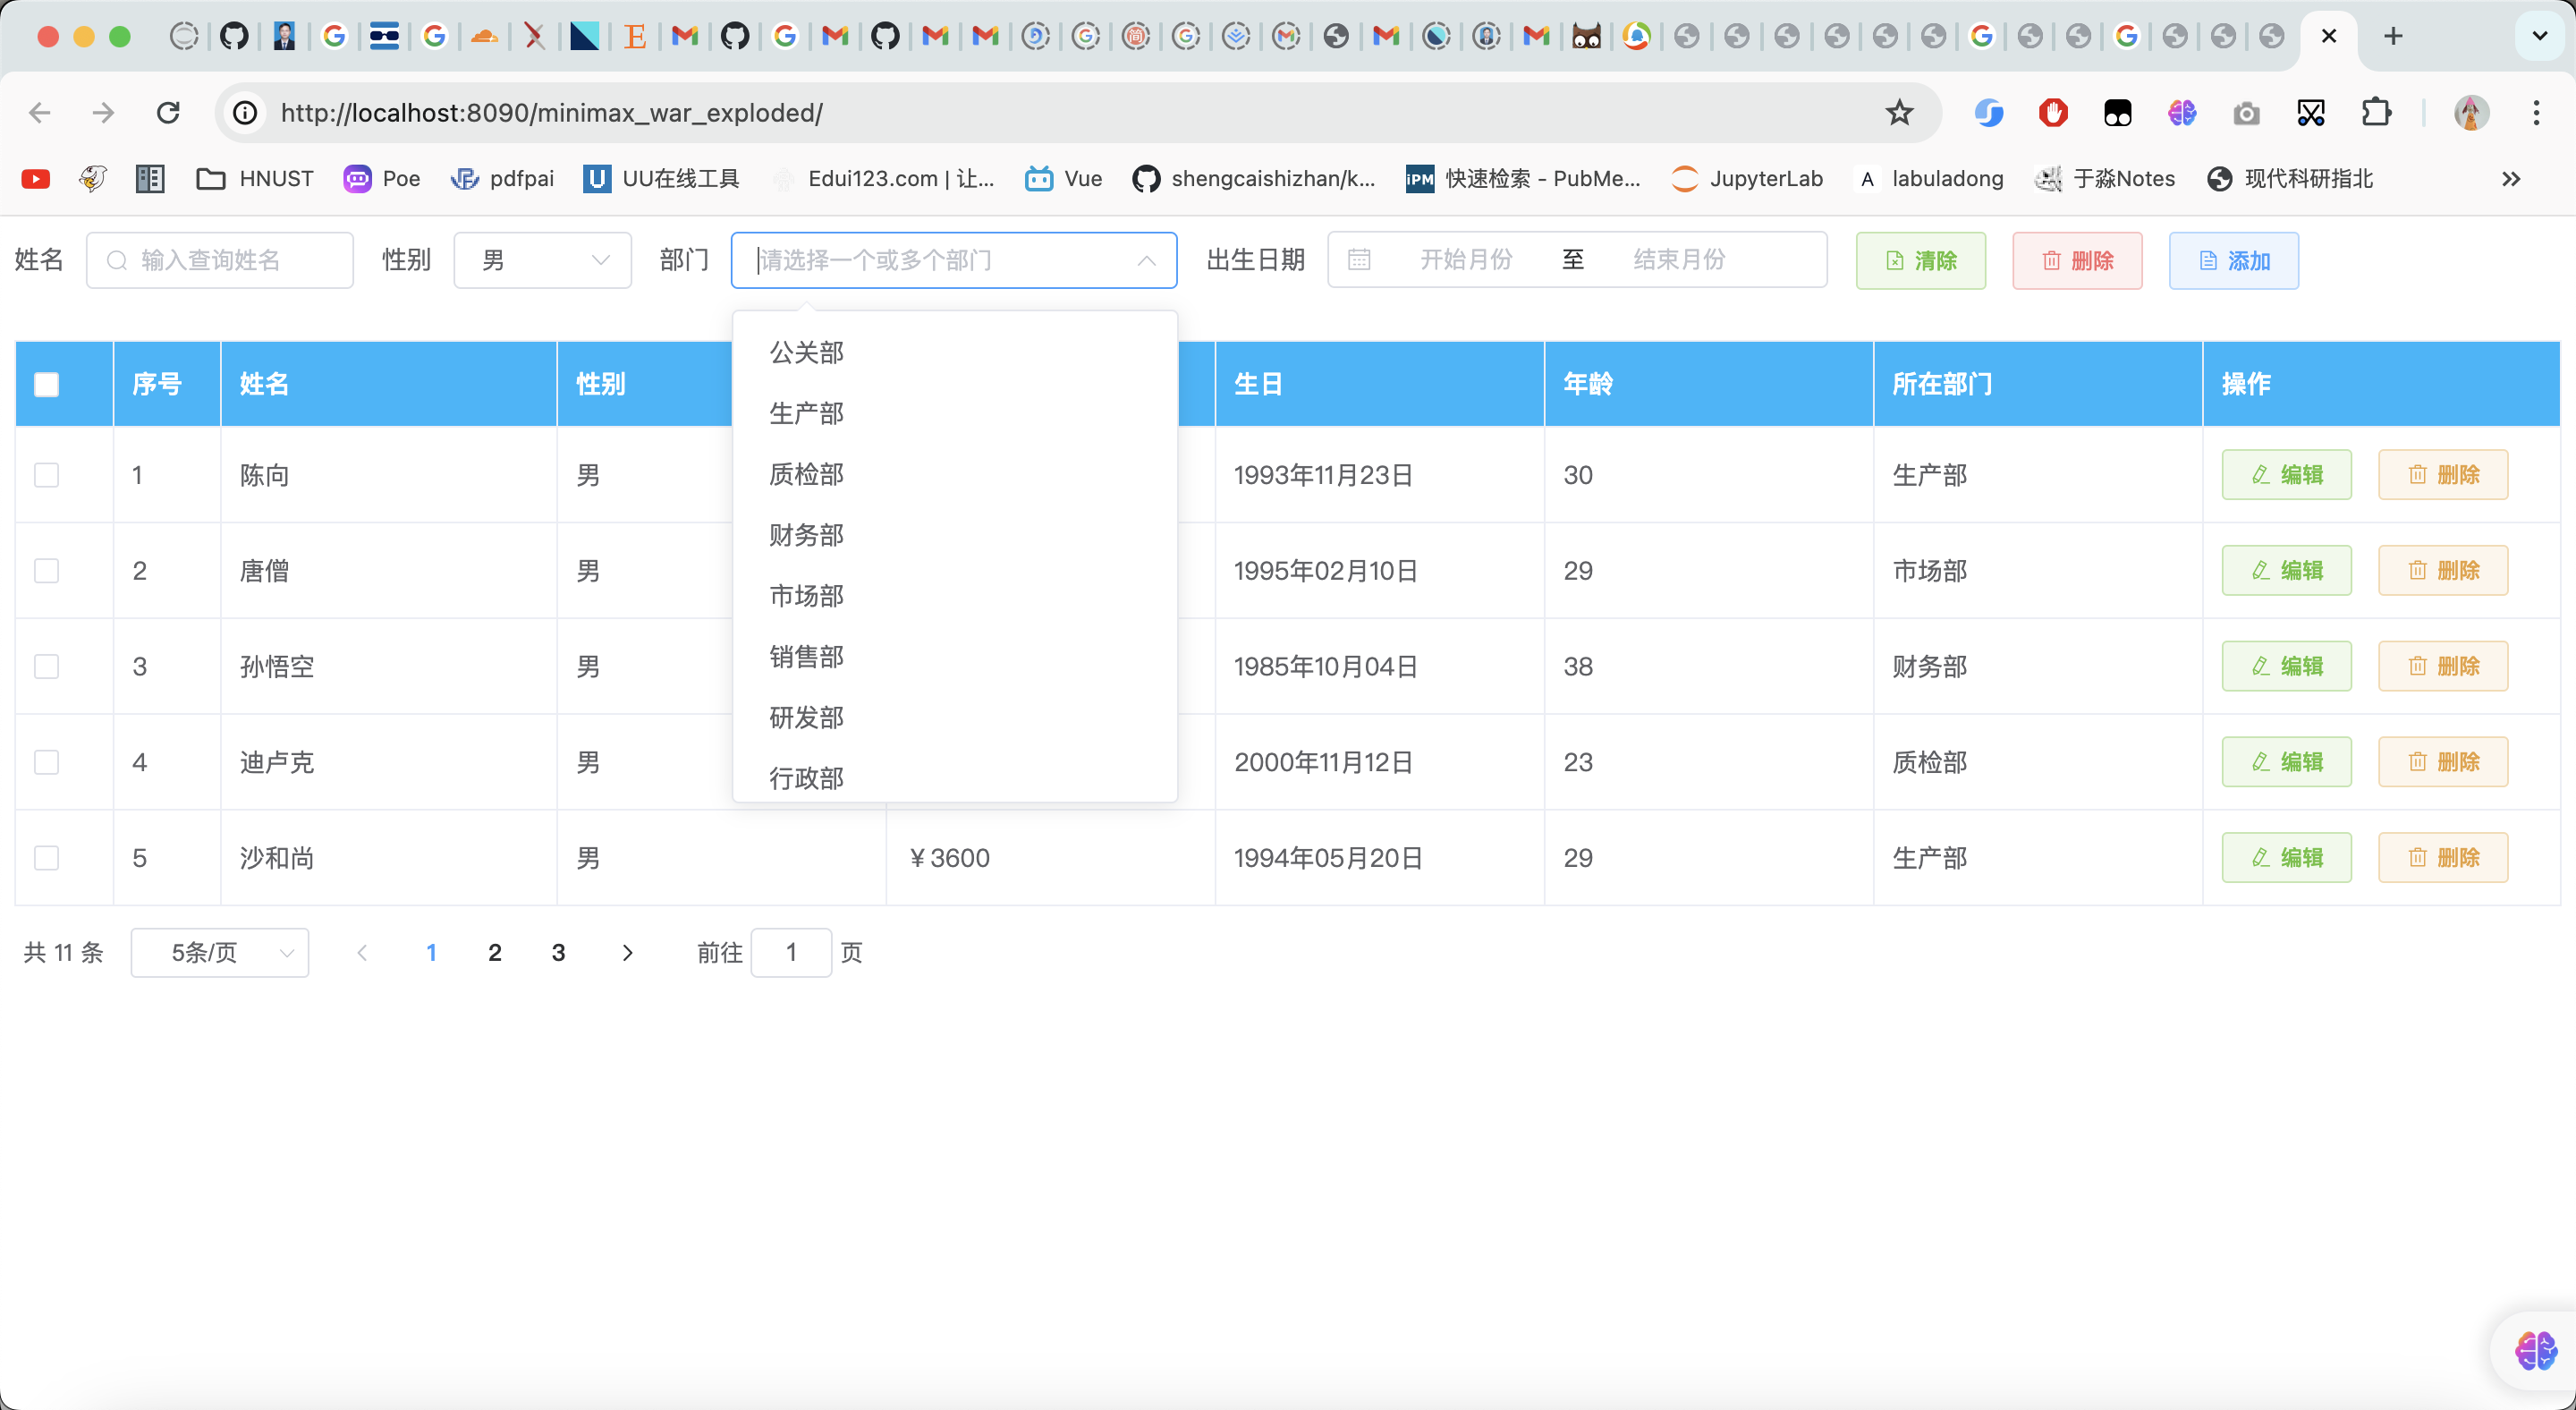 http://localhost:8090/minimax_war_exploded/
HNUST Poe pdfpai UU在线工具 Edui123.com | 让... Vue shengcaishizhan/k... 快速检索 - PubMe... JupyterLab labuladong 于淼Notes 现代科研指北
姓名 输入查询姓名 性别 男 部门 请选择一个或多个部门 出生日期 开始月份 至 结束月份 清除 删除 添加
公关部
生产部
质检部
财务部
市场部
销售部
研发部
行政部
序号 姓名 性别 生日 年龄 所在部门 操作
1 陈向 男 1993年11月23日 30 生产部 编辑 删除
2 唐僧 男 1995年02月10日 29 市场部 编辑 删除
3 孙悟空 男 1985年10月04日 38 财务部 编辑 删除
4 迪卢克 男 2000年11月12日 23 质检部 编辑 删除
5 沙和尚 男 ￥3600 1994年05月20日 29 生产部 编辑 删除
共 11 条 5条/页 1 2 3 前往 1 页